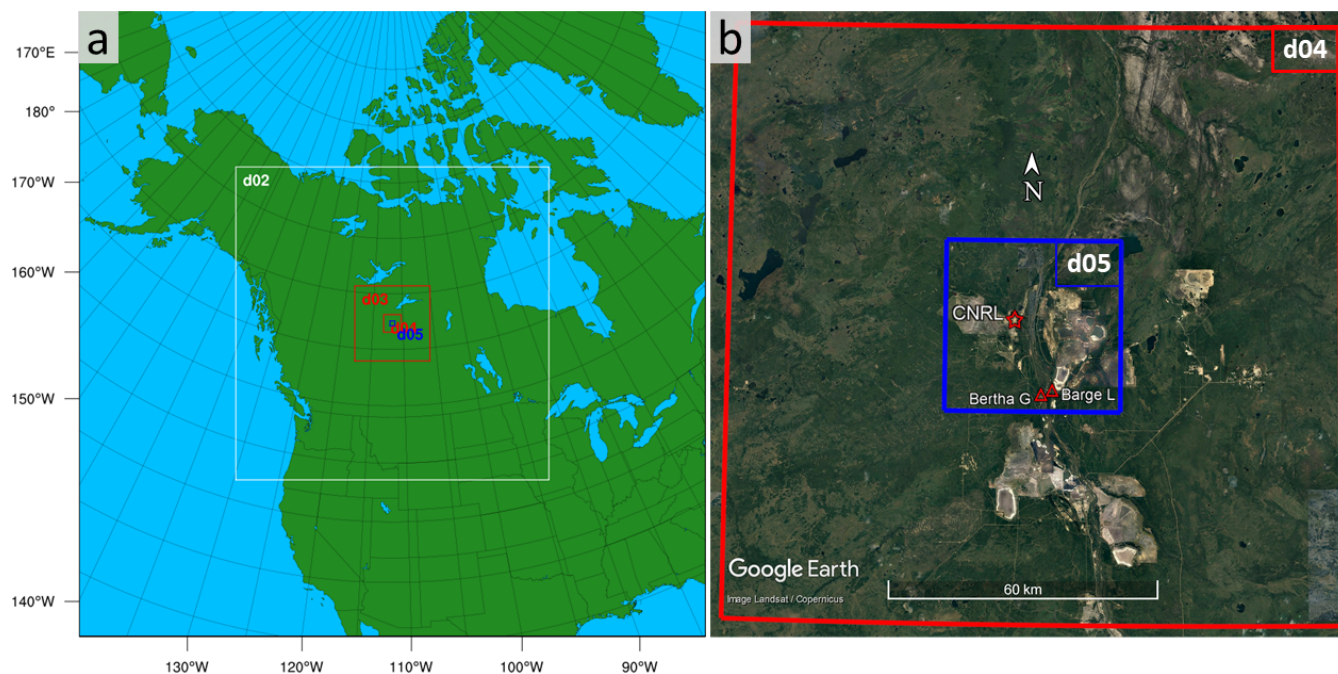 a
170°E
180°
170°W
160°W
150°W
140°W
130°W
120°W
110°W
100°W
90°W
d02
d03
d04
d05
b
d04
N
d05
CNRL
Bertha G
Barge L
Google Earth
Image Landsat / Copernicus
60 km